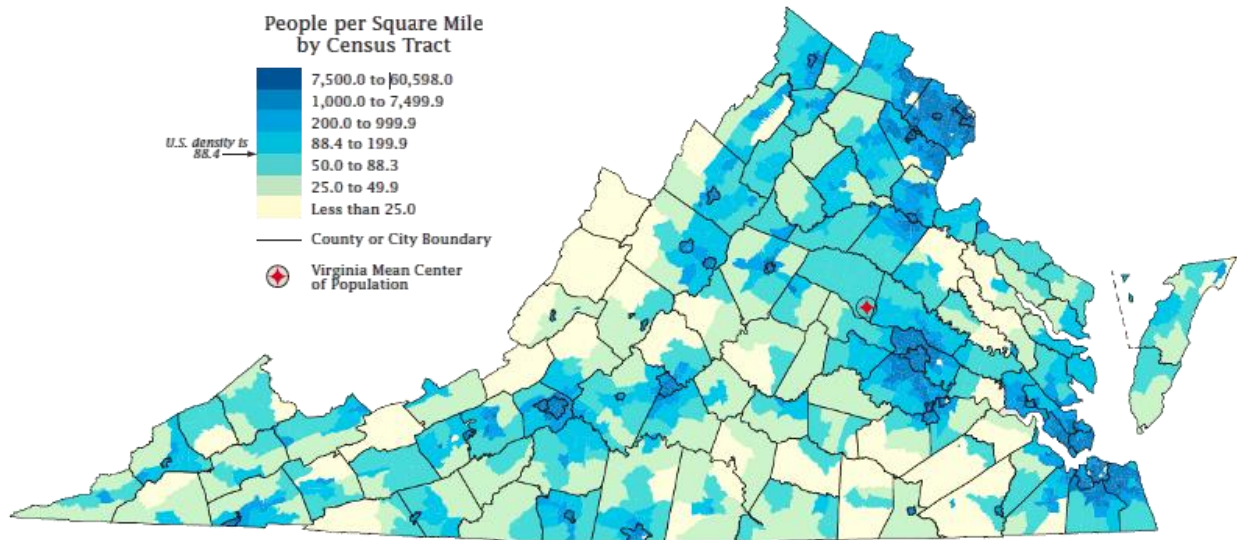 People per Square Mile
by Census Tract
7,500.0 to 60,598.0
1,000.0 to 7,499.9
200.0 to 999.9
U.S. density is
88.4
88.4 to 199.9
50.0 to 88.3
25.0 to 49.9
Less than 25.0
County or City Boundary
Virginia Mean Center
of Population